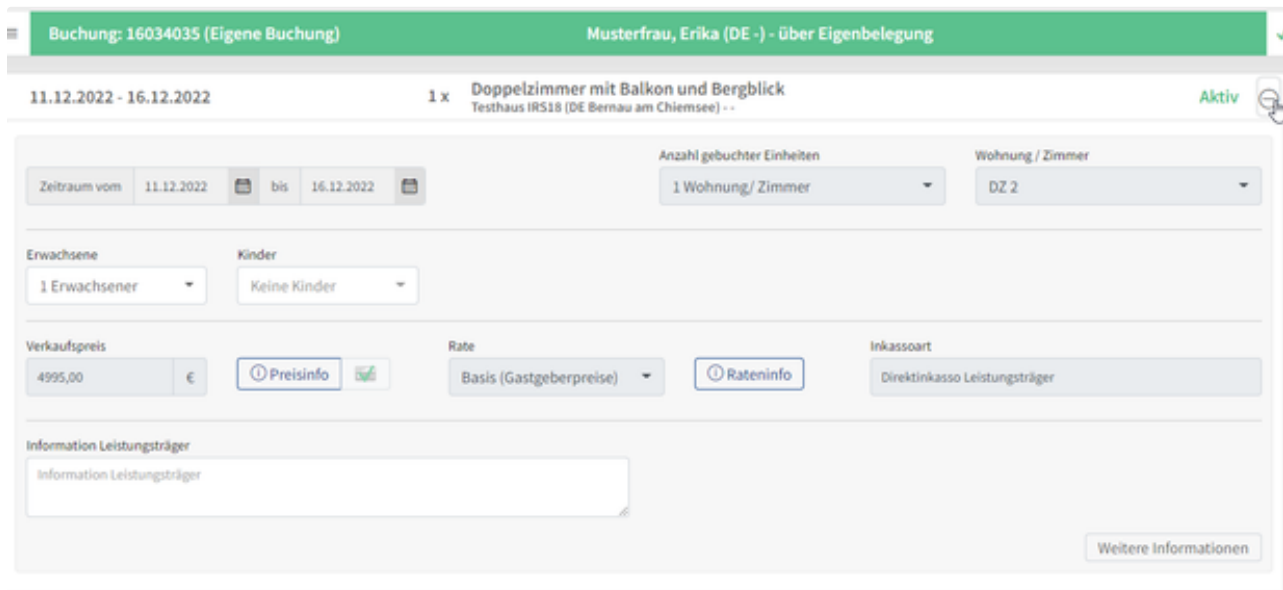 Buchung: 16034035 (Eigene Buchung) Musterfrau, Erika (DE -) - über Eigenbelegung
11.12.2022 - 16.12.2022 1 x Doppelzimmer mit Balkon und Bergblick Aktiv
Testhaus IRS18 (DE Bernau am Chiemsee) - -
Anzahl gebuchter Einheiten Wohnung / Zimmer
Zeitraum vom 11.12.2022 bis 16.12.2022 1 Wohnung/ Zimmer DZ 2
Erwachsene Kinder
1 Erwachsener Keine Kinder
Verkaufspreis Rate Inkassoart
4995,00 € Preisinfo Basis (Gastgeberpreise) Rateninfo Direktinkasso Leistungsträger
Information Leistungsträger
Information Leistungsträger
Weitere Informationen